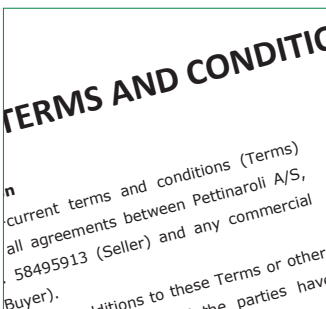 TERMS AND CONDITIO
n
-current terms and conditions (Terms)
all agreements between Pettinaroli A/S,
. 58495913 (Seller) and any commercial
Buyer).
ditions to these Terms or other
the parties have